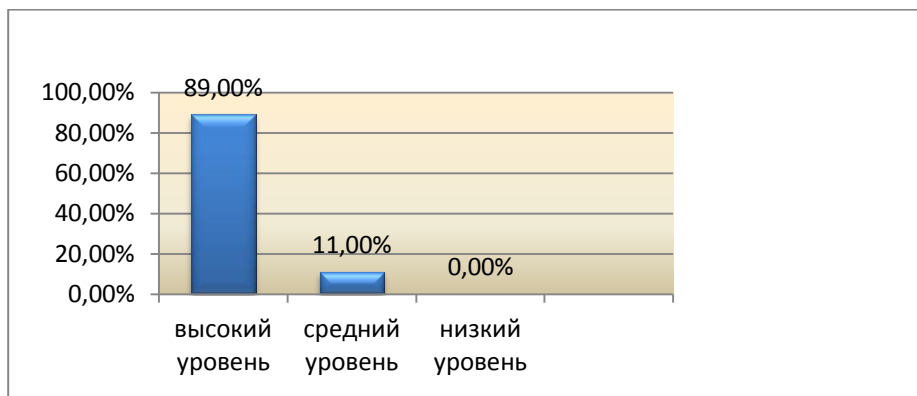 89,00%
100,00%
80,00%
60,00%
40,00%
20,00%
0,00%
11,00%
0,00%
высокий
уровень
средний
уровень
низкий
уровень